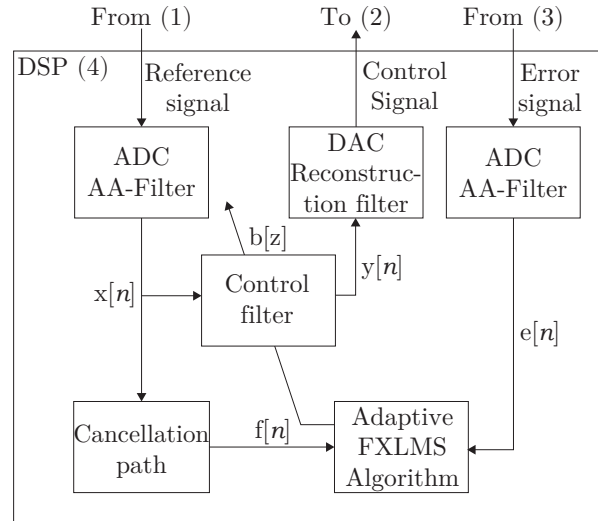 From (1)
To (2)
From (3)
DSP (4)
Reference
signal
Control
Signal
Error
signal
ADC
AA-Filter
DAC
Reconstruc-
tion filter
ADC
AA-Filter
b[z]
x[n]
Control
filter
y[n]
e[n]
Cancellation
path
f[n]
Adaptive
FXLMS
Algorithm